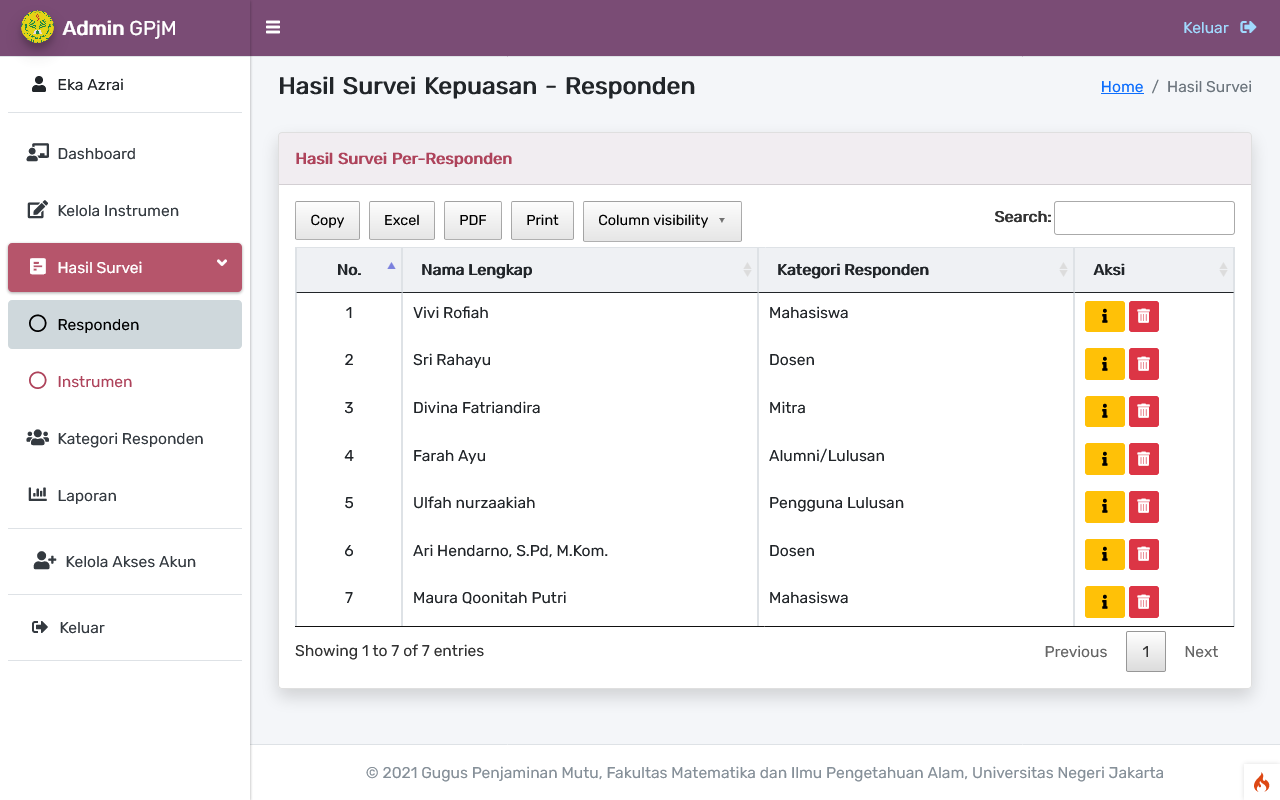 Admin GPjM
Keluar
Eka Azrai
Dashboard
Kelola Instrumen
Hasil Survei
Responden
Instrumen
Kategori Responden
Laporan
Kelola Akses Akun
Keluar
Hasil Survei Kepuasan - Responden
Home / Hasil Survei
Hasil Survei Per-Responden
Copy Excel PDF Print Column visibility
Search:
No. Nama Lengkap Kategori Responden Aksi
1 Vivi Rofiah Mahasiswa
2 Sri Rahayu Dosen
3 Divina Fatriandira Mitra
4 Farah Ayu Alumni/Lulusan
5 Ulfah nurzaakiah Pengguna Lulusan
6 Ari Hendarno, S.Pd, M.Kom. Dosen
7 Maura Qoonitah Putri Mahasiswa
Showing 1 to 7 of 7 entries
Previous 1 Next
© 2021 Gugus Penjaminan Mutu, Fakultas Matematika dan Ilmu Pengetahuan Alam, Universitas Negeri Jakarta